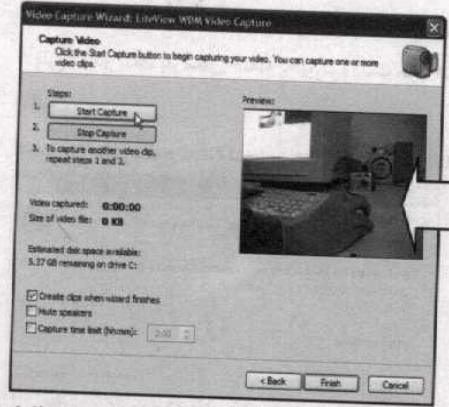 Video Capture Wizard: LiteView WDM Video Capture
Capture Video
Click the Start Capture button to begin capturing your video. You can capture one or more
video clips.
Steps:
1. Start Capture
2. Stop Capture
3. To capture another video clip,
repeat steps 1 and 2.
Preview:
Video captured: 0:00:00
Size of video file: 0 KB
Estimated disk space available:
5.37 GB remaining on drive C:
Create clips when wizard finishes
Mute speakers
Capture time limit (hh:mm): 2:00
< Back Finish Cancel